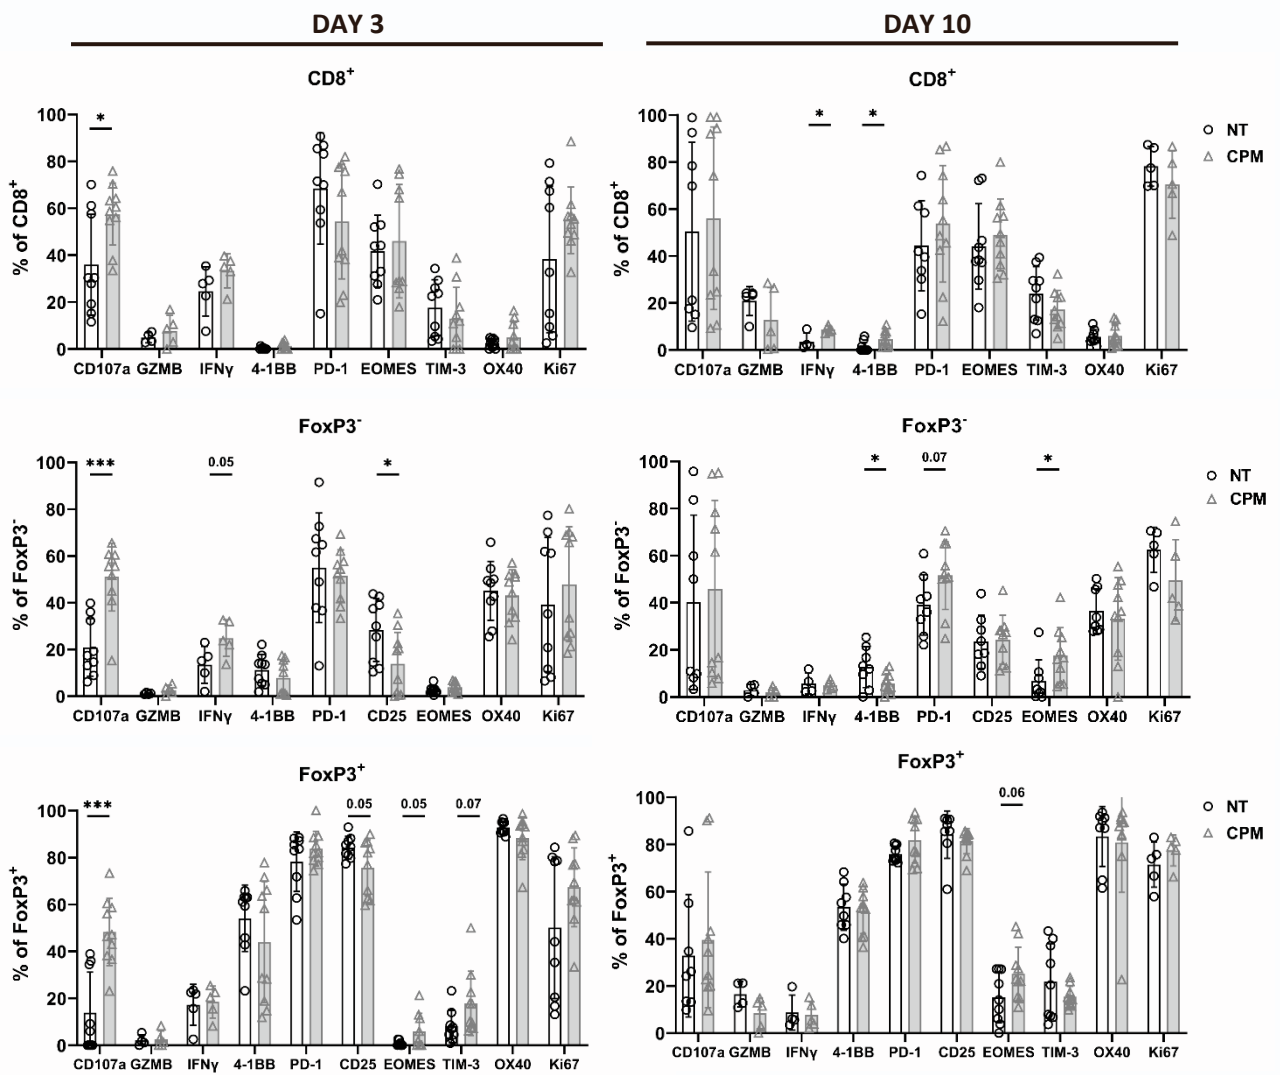 DAY 3
DAY 10
CD8⁺
100
80
60
40
20
0
% of CD8⁺
*
CD107a GZMB IFNγ 4-1BB PD-1 EOMES TIM-3 OX40 Ki67
CD8⁺
100
80
60
40
20
0
% of CD8⁺
* *
CD107a GZMB IFNγ 4-1BB PD-1 EOMES TIM-3 OX40 Ki67
NT
CPM
FoxP3⁻
100
80
60
40
20
0
% of FoxP3⁻
*** 0.05 *
CD107a GZMB IFNγ 4-1BB PD-1 CD25 EOMES OX40 Ki67
FoxP3⁻
100
80
60
40
20
0
% of FoxP3⁻
* 0.07 *
CD107a GZMB IFNγ 4-1BB PD-1 CD25 EOMES OX40 Ki67
NT
CPM
FoxP3⁺
100
80
60
40
20
0
% of FoxP3⁺
*** 0.05 0.05 0.07
CD107a GZMB IFNγ 4-1BB PD-1 CD25 EOMES TIM-3 OX40 Ki67
FoxP3⁺
100
80
60
40
20
0
% of FoxP3⁺
0.06
CD107a GZMB IFNγ 4-1BB PD-1 CD25 EOMES TIM-3 OX40 Ki67
NT
CPM